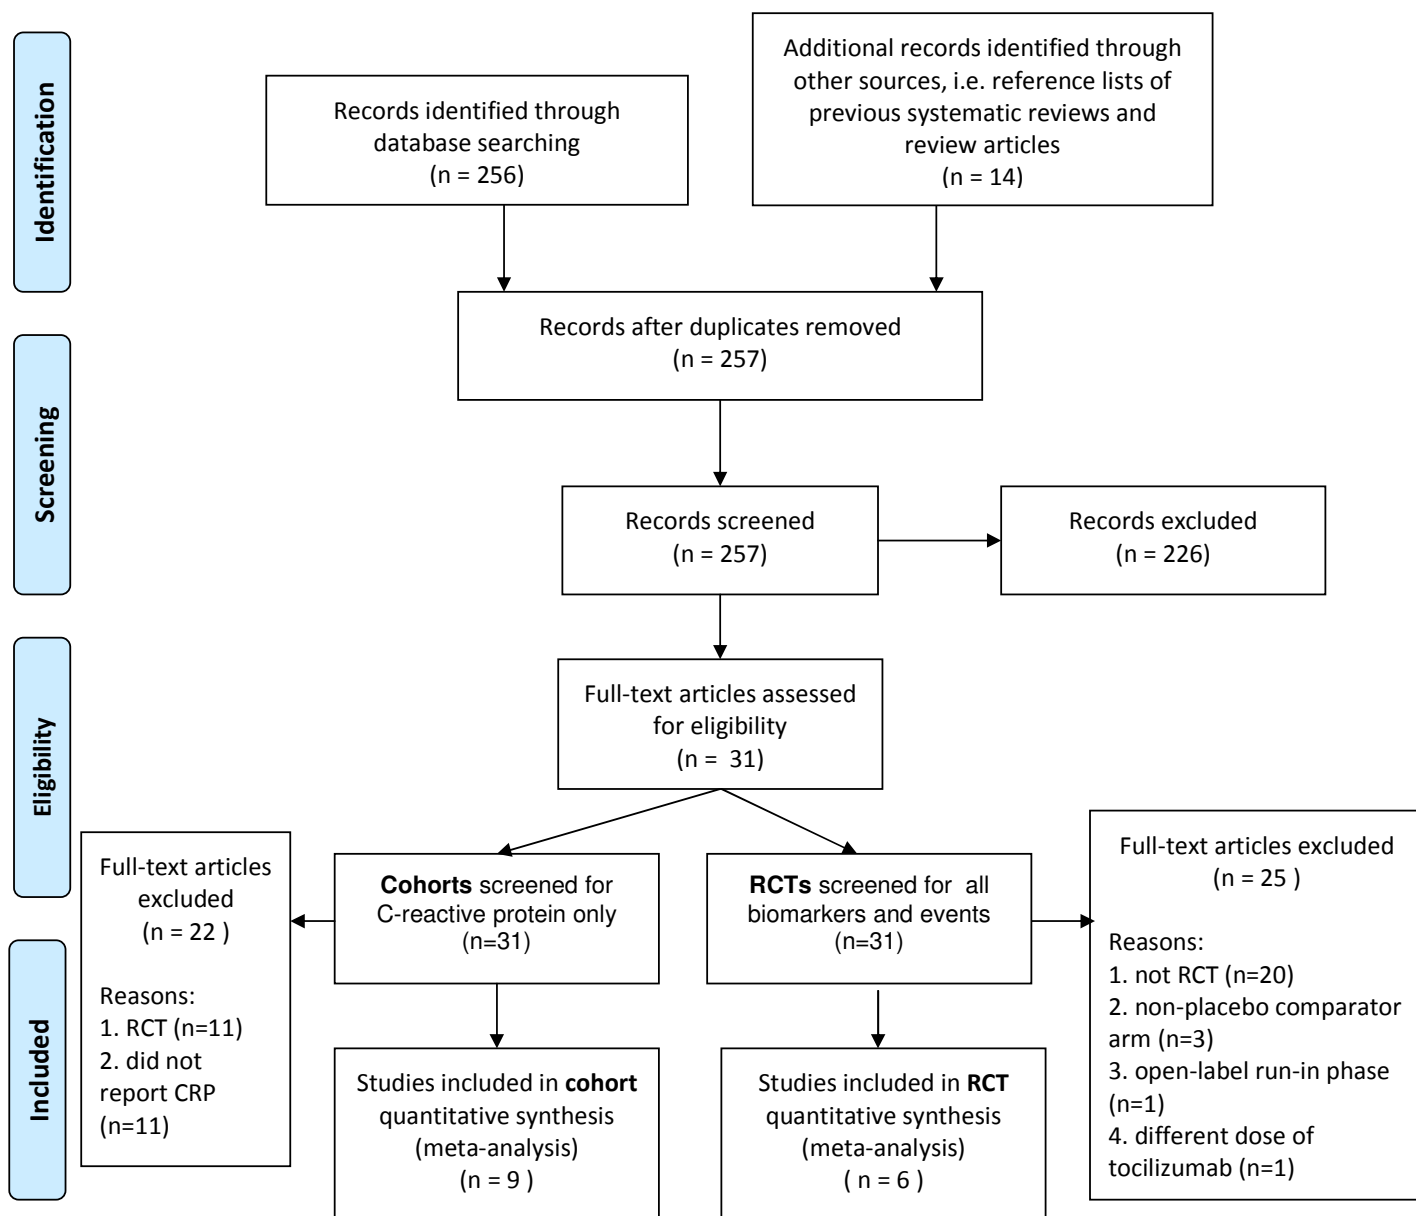 Identification
Records identified through
database searching
(n = 256)
Additional records identified through
other sources, i.e. reference lists of
previous systematic reviews and
review articles
(n = 14)
Records after duplicates removed
(n = 257)
Screening
Records screened
(n = 257)
Records excluded
(n = 226)
Eligibility
Full-text articles assessed
for eligibility
(n =  31)
Full-text articles
excluded
(n = 22 )
Reasons:
1. RCT (n=11)
2. did not
report CRP
(n=11)
Cohorts screened for
C-reactive protein only
(n=31)
RCTs screened for  all
biomarkers and events
(n=31)
Full-text articles excluded
(n = 25 )
Reasons:
1. not RCT (n=20)
2. non-placebo comparator
arm (n=3)
3. open-label run-in phase
(n=1)
4. different dose of
tocilizumab (n=1)
Included
Studies included in cohort
quantitative synthesis
(meta-analysis)
(n = 9 )
Studies included in RCT
quantitative synthesis
(meta-analysis)
( n = 6 )